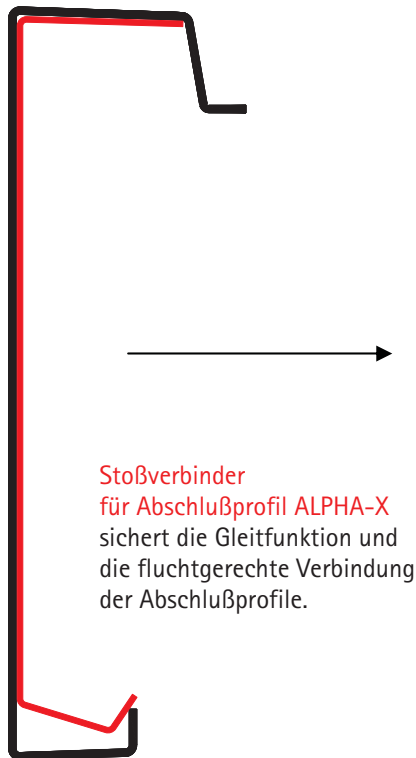 Stoßverbinder
für Abschlußprofil ALPHA-X
sichert die Gleitfunktion und
die fluchtgerechte Verbindung
der Abschlußprofile.